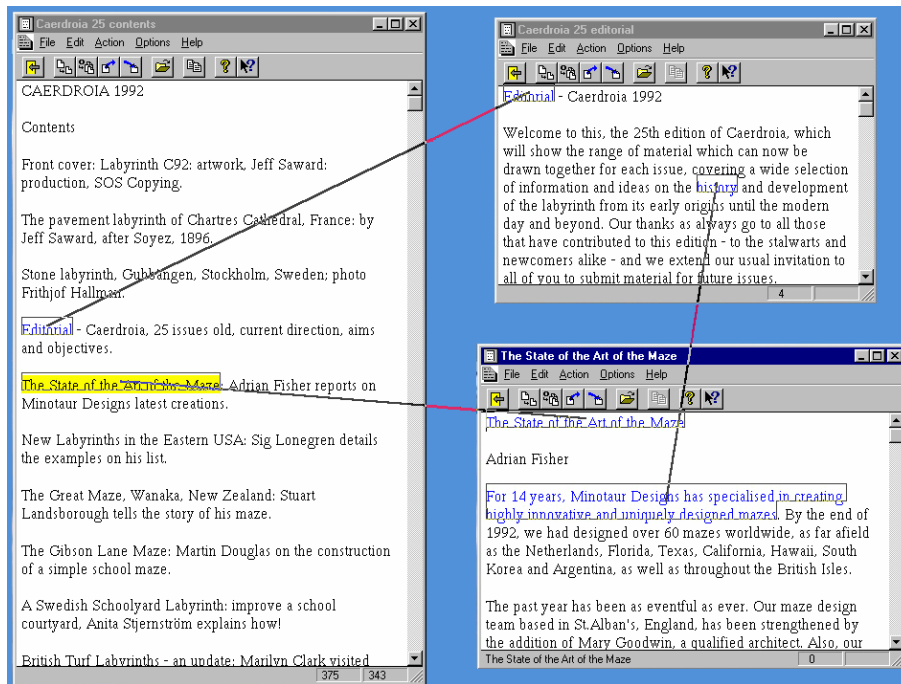 Caerdroia 25 contents
File Edit Action Options Help
CAERDROIA 1992
Contents
Front cover: Labyrinth C92: artwork, Jeff Saward:
production, SOS Copying.
The pavement labyrinth of Chartres Cathedral, France: by
Jeff Saward, after Soyez, 1896.
Stone labyrinth, Gubbängen, Stockholm, Sweden; photo
Frithjof Hallman.
Editorial - Caerdroia, 25 issues old, current direction, aims
and objectives.
The State of the Art of the Maze: Adrian Fisher reports on
Minotaur Designs latest creations.
New Labyrinths in the Eastern USA: Sig Lonegren details
the examples on his list.
The Great Maze, Wanaka, New Zealand: Stuart
Landsborough tells the story of his maze.
The Gibson Lane Maze: Martin Douglas on the construction
of a simple school maze.
A Swedish Schoolyard Labyrinth: improve a school
courtyard, Anita Stjernström explains how!
British Turf Labyrinths - an update: Marilyn Clark visited
375 343
Caerdroia 25 editorial
File Edit Action Options Help
Editorial - Caerdroia 1992
Welcome to this, the 25th edition of Caerdroia, which
will show the range of material which can now be
drawn together for each issue, covering a wide selection
of information and ideas on the history and development
of the labyrinth from its early origins until the modern
day and beyond. Our thanks as always go to all those
that have contributed to this edition - to the stalwarts and
newcomers alike - and we extend our usual invitation to
all of you to submit material for future issues.
4
The State of the Art of the Maze
File Edit Action Options Help
The State of the Art of the Maze
Adrian Fisher
For 14 years, Minotaur Designs has specialised in creating
highly innovative and uniquely designed mazes. By the end of
1992, we had designed over 60 mazes worldwide, as far afield
as the Netherlands, Florida, Texas, California, Hawaii, South
Korea and Argentina, as well as throughout the British Isles.
The past year has been as eventful as ever. Our maze design
team based in St.Alban's, England, has been strengthened by
the addition of Mary Goodwin, a qualified architect. Also, our
The State of the Art of the Maze 0